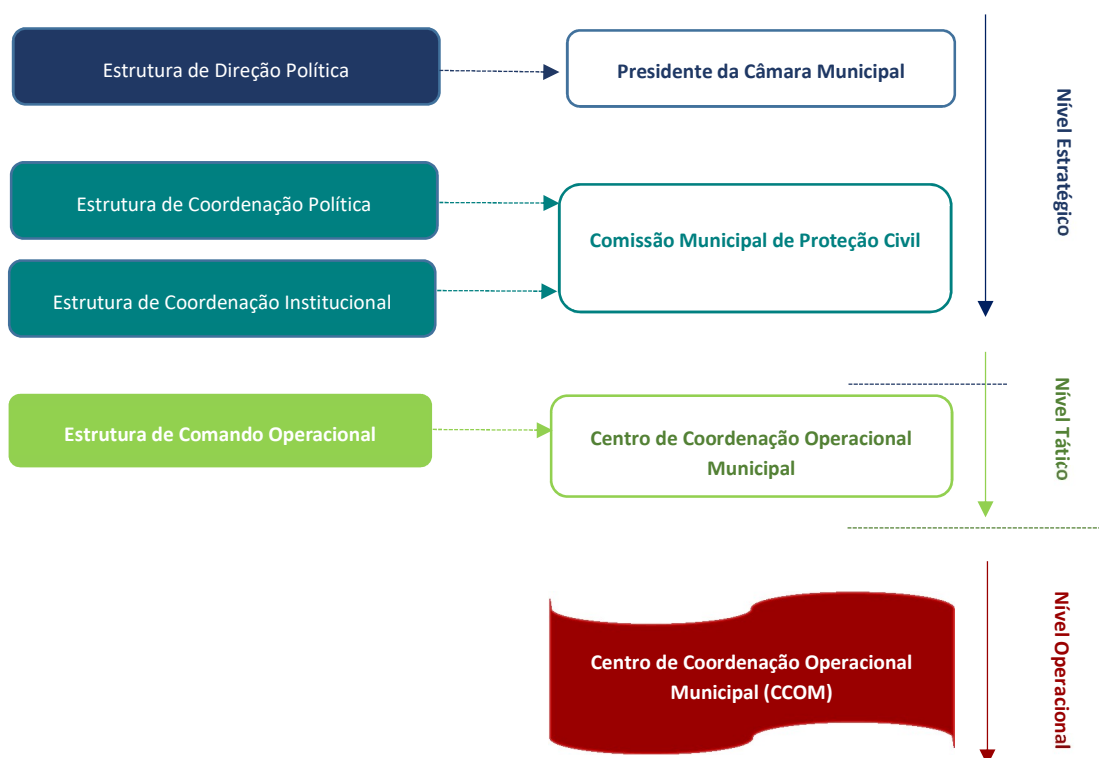 Estrutura de Direção Política
Presidente da Câmara Municipal
Estrutura de Coordenação Política
Comissão Municipal de Proteção Civil
Estrutura de Coordenação Institucional
Nível Estratégico
Estrutura de Comando Operacional
Centro de Coordenação Operacional
Municipal
Nível Tático
Centro de Coordenação Operacional
Municipal (CCOM)
Nível Operacional